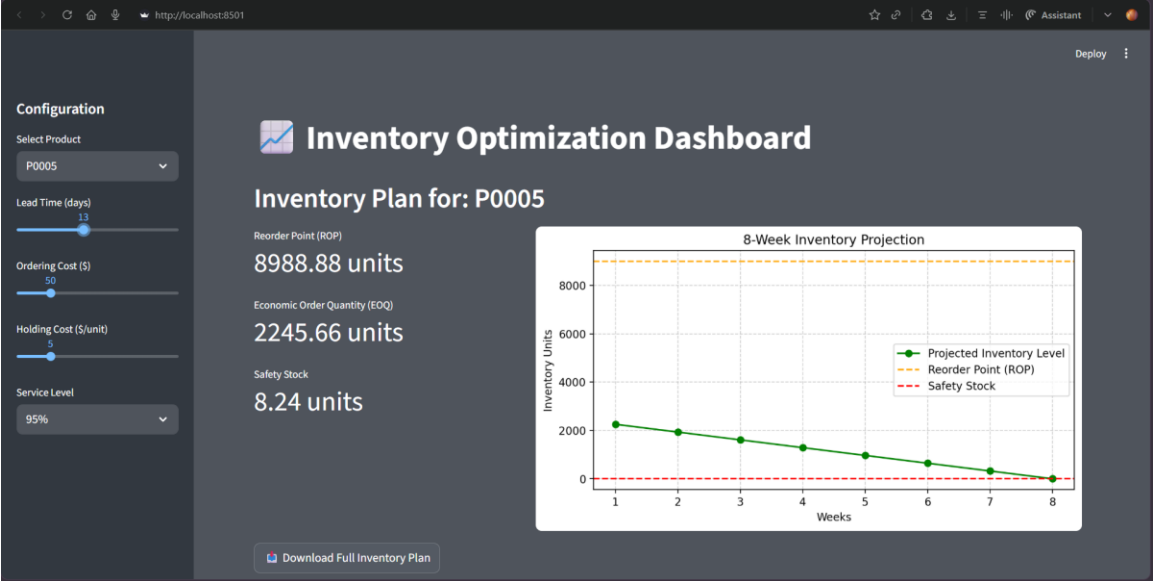 http://localhost:8501
Assistant
Deploy
Configuration
Select Product
P0005
Lead Time (days)
13
Ordering Cost ($)
50
Holding Cost ($/unit)
5
Service Level
95%
Inventory Optimization Dashboard
Inventory Plan for: P0005
Reorder Point (ROP)
8988.88 units
Economic Order Quantity (EOQ)
2245.66 units
Safety Stock
8.24 units
8-Week Inventory Projection
Inventory Units
8000
6000
4000
2000
0
Projected Inventory Level
Reorder Point (ROP)
Safety Stock
1 2 3 4 5 6 7 8
Weeks
Download Full Inventory Plan